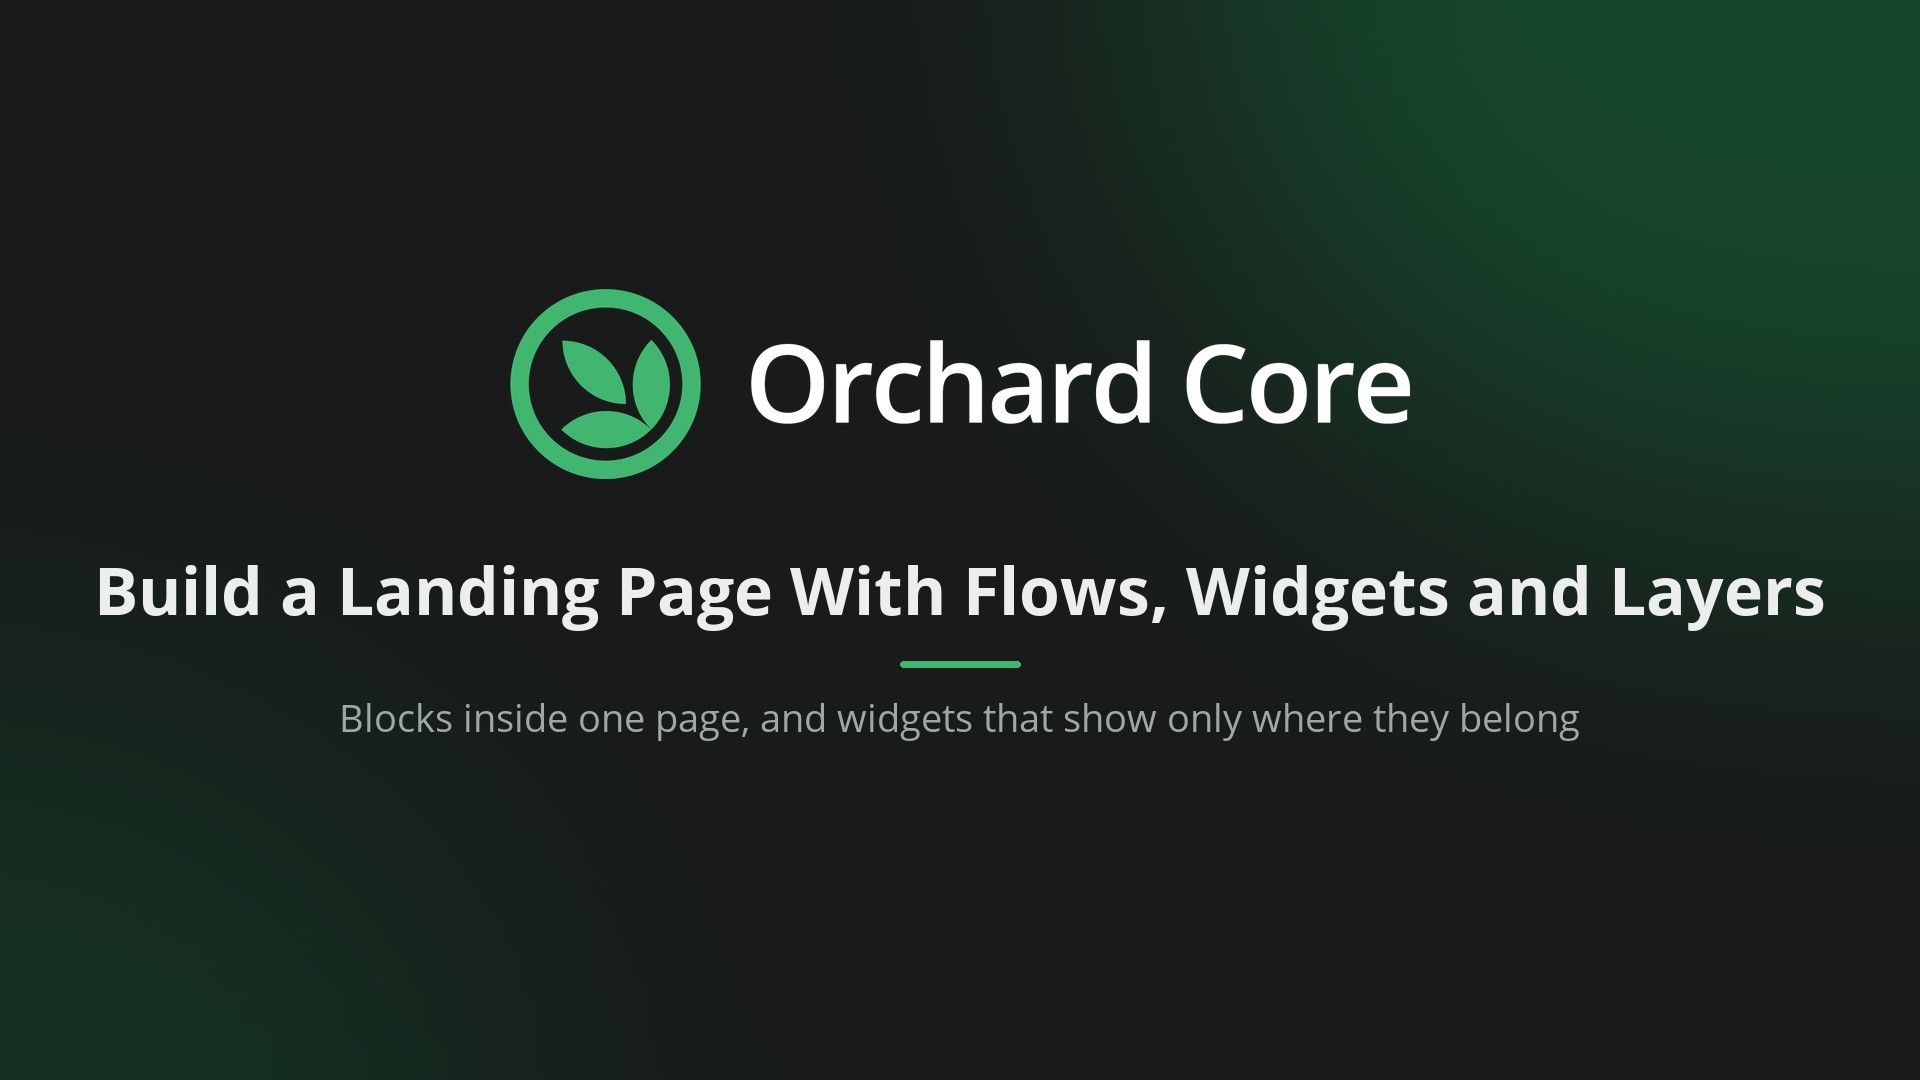 Orchard Core
Build a Landing Page With Flows, Widgets and Layers
Blocks inside one page, and widgets that show only where they belong